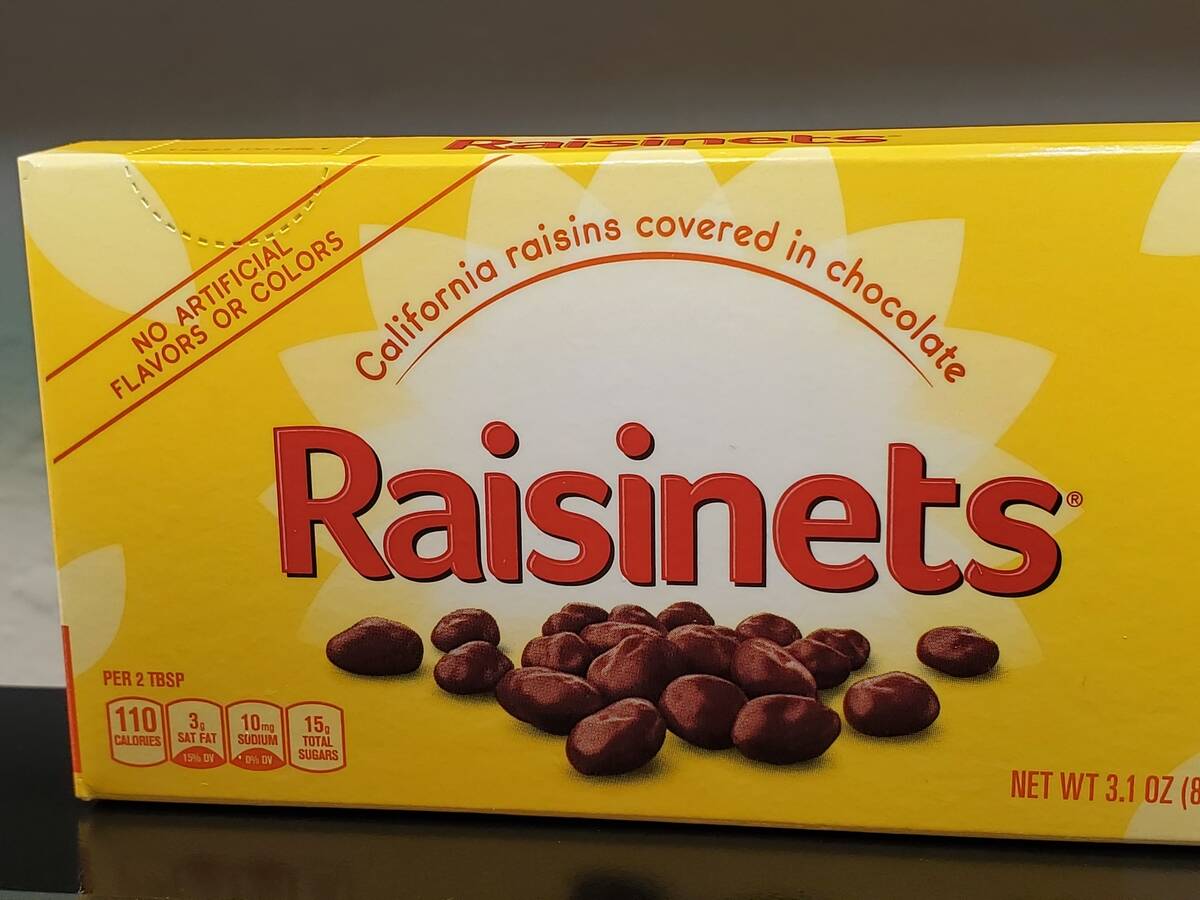 Raisinets
NO ARTIFICIAL
FLAVORS OR COLORS
California raisins covered in chocolate
Raisinets®
PER 2 TBSP
110
CALORIES
3g
SAT FAT
15% DV
10mg
SODIUM
0% DV
15g
TOTAL
SUGARS
NET WT 3.1 OZ (8